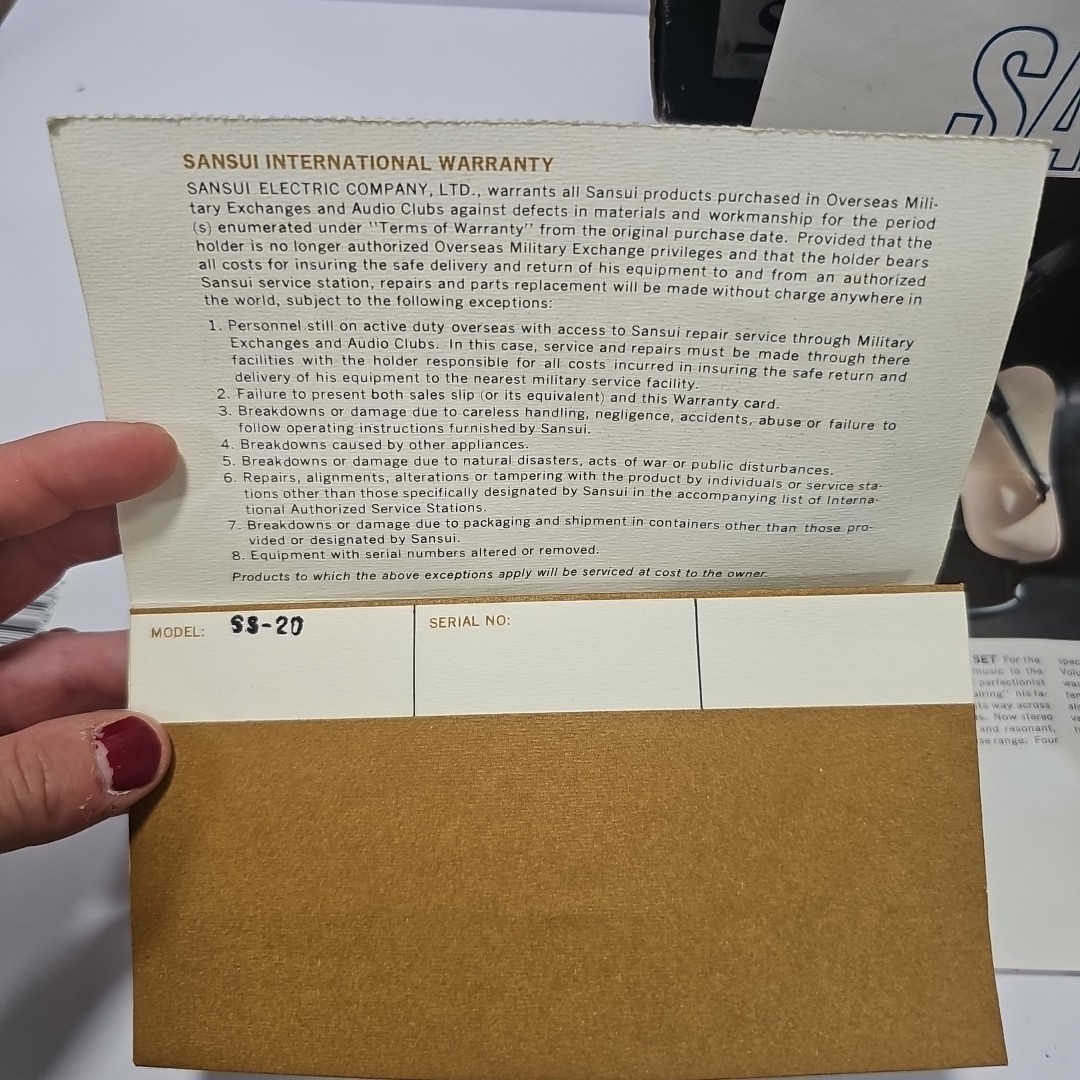 SA
SANSUI INTERNATIONAL WARRANTY
SANSUI ELECTRIC COMPANY, LTD., warrants all Sansui products purchased in Overseas Mili-
tary Exchanges and Audio Clubs against defects in materials and workmanship for the period
(s) enumerated under "Terms of Warranty" from the original purchase date. Provided that the
holder is no longer authorized Overseas Military Exchange privileges and that the holder bears
all costs for insuring the safe delivery and return of his equipment to and from an authorized
Sansui service station, repairs and parts replacement will be made without charge anywhere in
the world, subject to the following exceptions:
1. Personnel still on active duty overseas with access to Sansui repair service through Military
Exchanges and Audio Clubs. In this case, service and repairs must be made through there
facilities with the holder responsible for all costs incurred in insuring the safe return and
delivery of his equipment to the nearest military service facility.
2. Failure to present both sales slip (or its equivalent) and this Warranty card.
3. Breakdowns or damage due to careless handling, negligence, accidents, abuse or failure to
follow operating instructions furnished by Sansui.
4. Breakdowns caused by other appliances.
5. Breakdowns or damage due to natural disasters, acts of war or public disturbances.
6. Repairs, alignments, alterations or tampering with the product by individuals or service sta-
tions other than those specifically designated by Sansui in the accompanying list of Interna-
tional Authorized Service Stations.
7. Breakdowns or damage due to packaging and shipment in containers other than those pro-
vided or designated by Sansui.
8. Equipment with serial numbers altered or removed.
Products to which the above exceptions apply will be serviced at cost to the owner.
MODEL: SS-20
SERIAL NO:
SET For the
music to the
perfectionist
his fa-
way across
Now stereo
and resonant,
range. Four